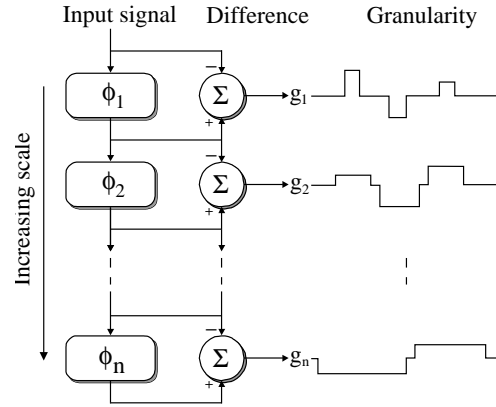 Input signal Difference Granularity
ϕ1 − Σ + g1
ϕ2 − Σ + g2
Increasing scale
ϕn − Σ + gn